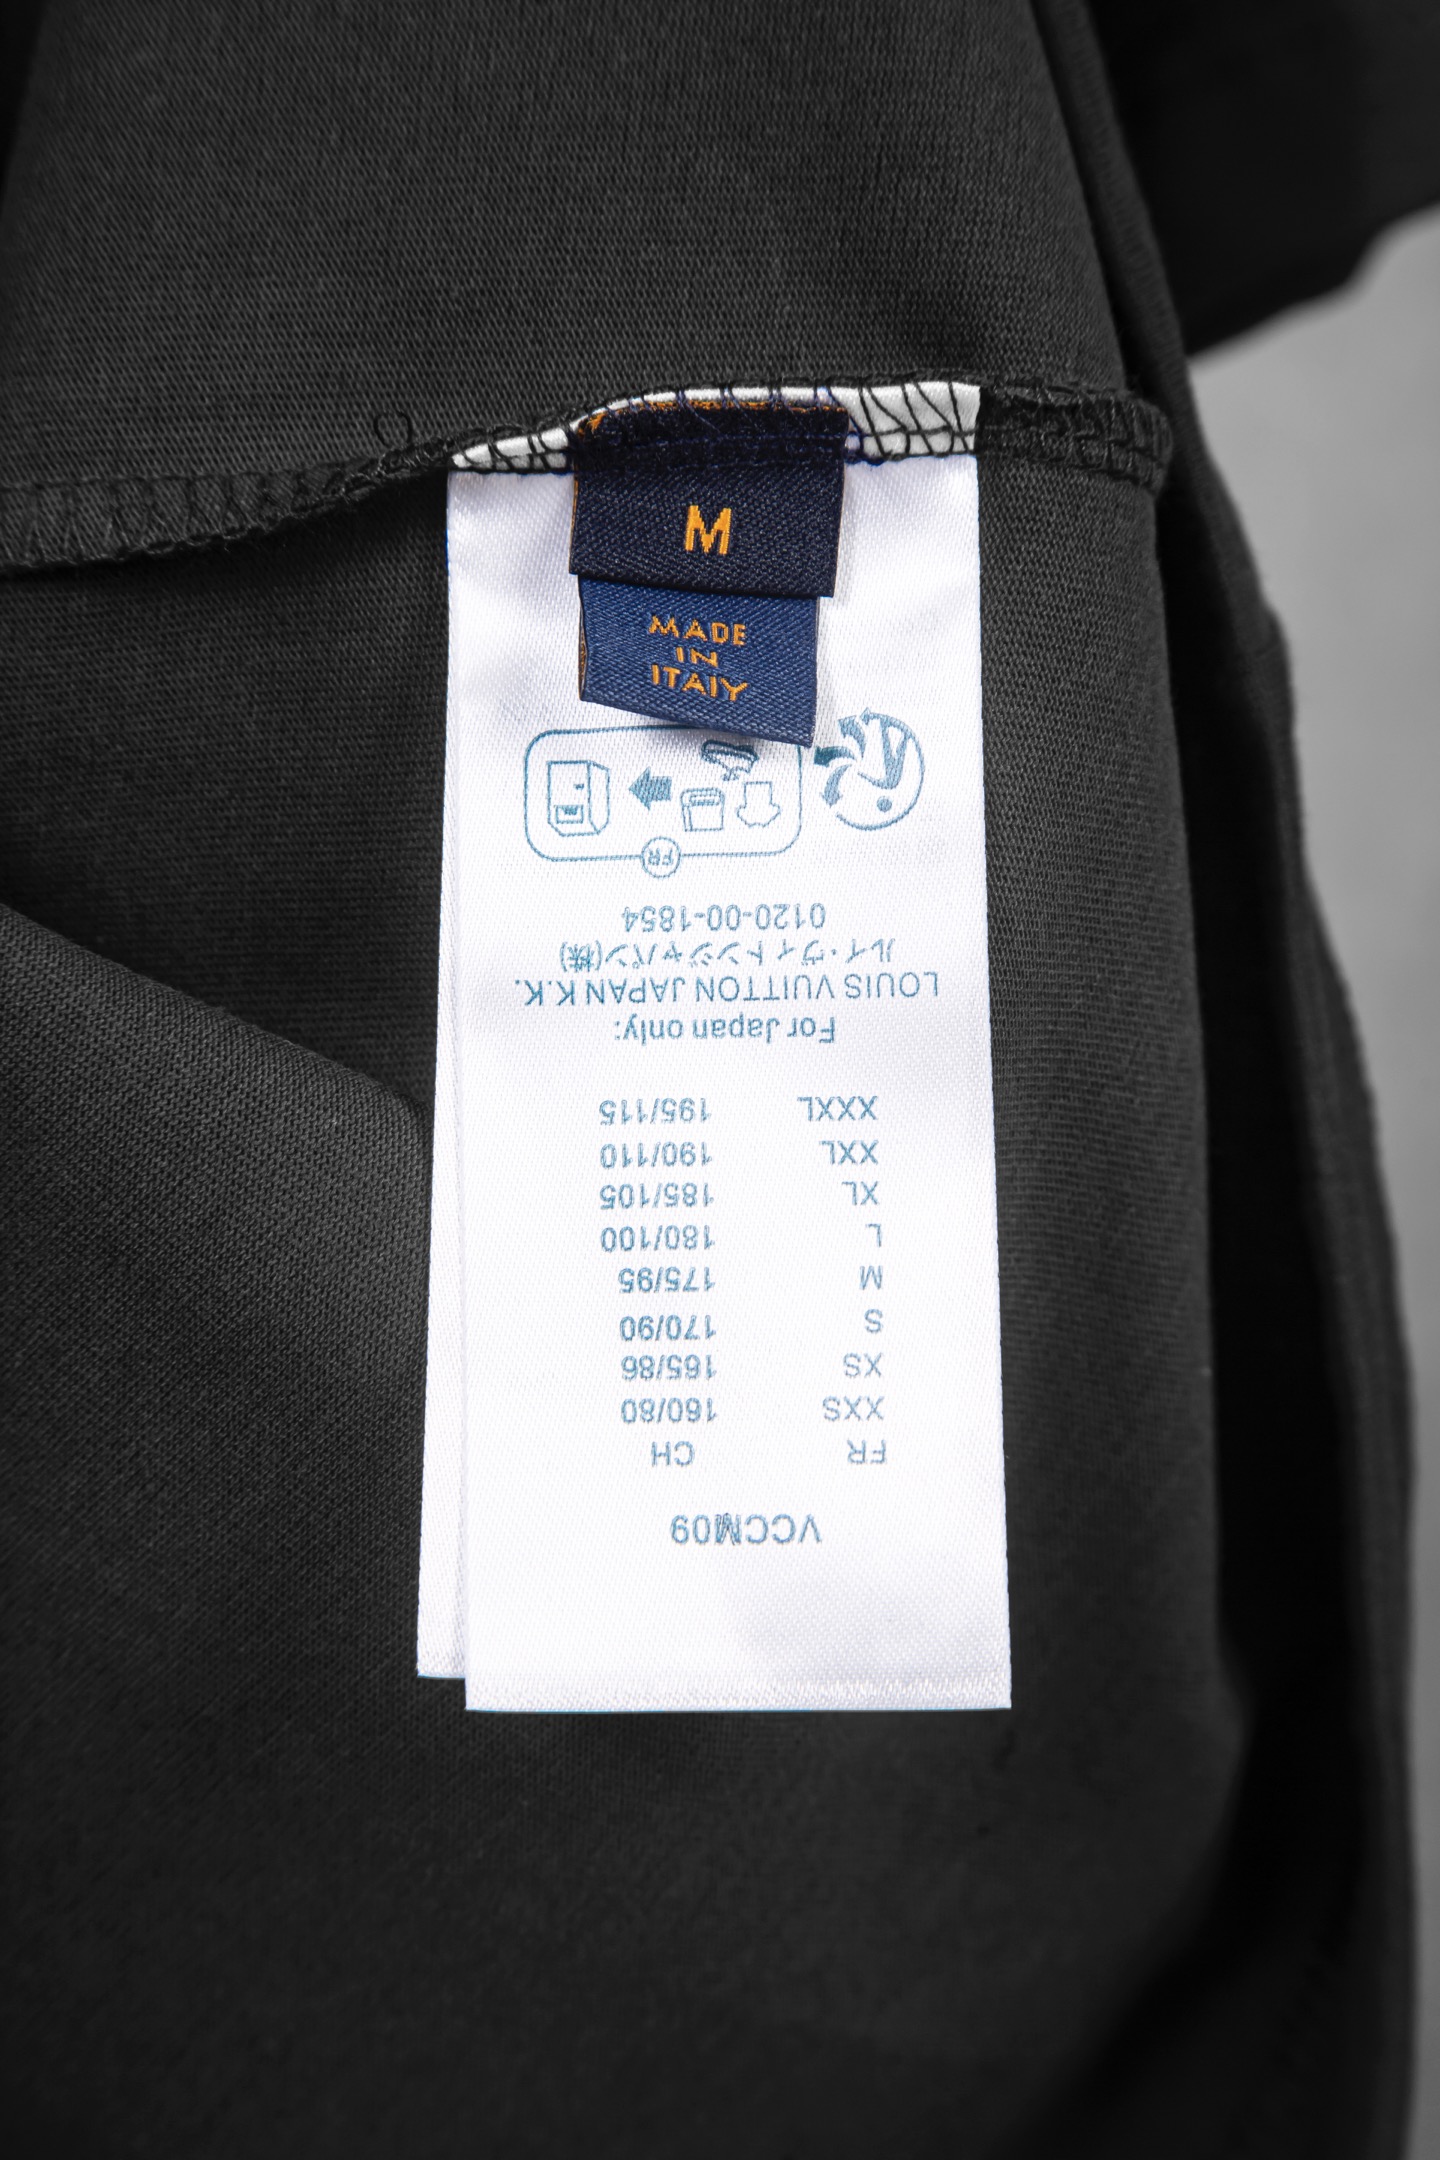 M
MADE
IN
ITALY
VCCM09
FR CH
XXS 160/80
XS 165/86
S 170/90
M 175/95
L 180/100
XL 185/105
XXL 190/110
XXXL 195/115
For Japan only:
LOUIS VUITTON JAPAN K.K.
ルイ・ヴィトンジャパン(株)
0120-00-1854
FR